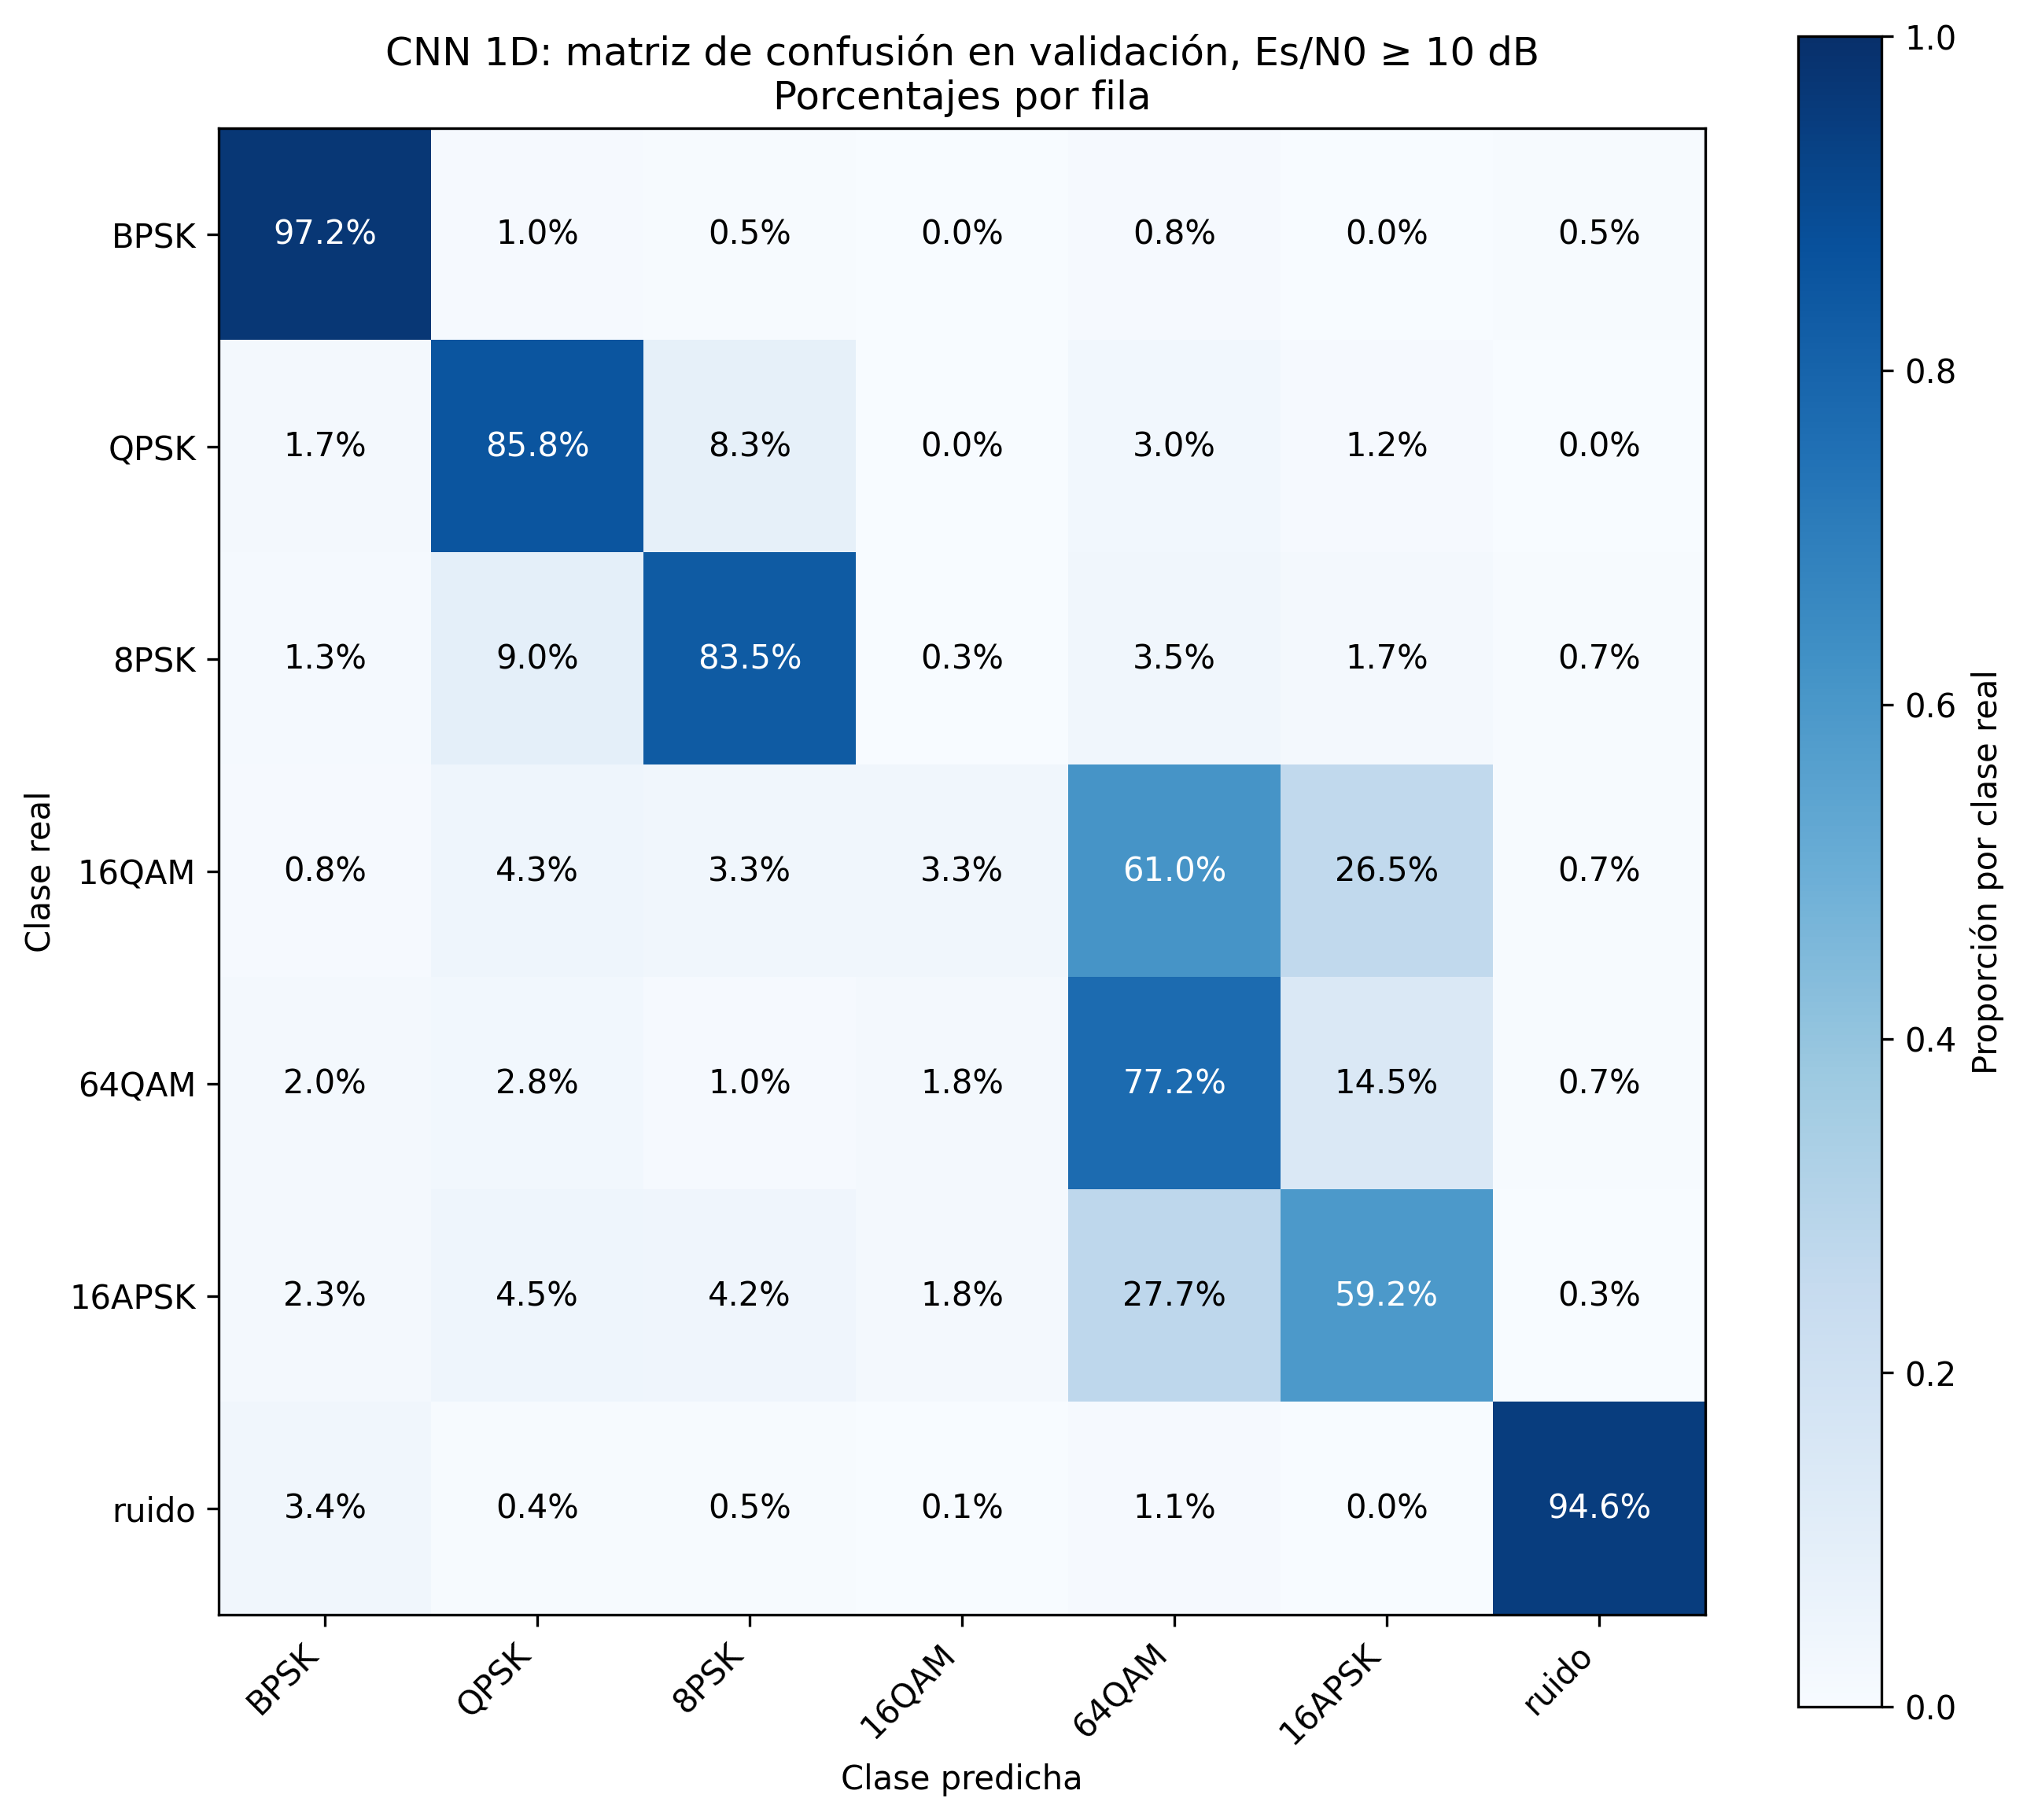 CNN 1D: matriz de confusión en validación, Es/N0 ≥ 10 dB
Porcentajes por fila
BPSK 97.2% 1.0% 0.5% 0.0% 0.8% 0.0% 0.5%
QPSK 1.7% 85.8% 8.3% 0.0% 3.0% 1.2% 0.0%
8PSK 1.3% 9.0% 83.5% 0.3% 3.5% 1.7% 0.7%
16QAM 0.8% 4.3% 3.3% 3.3% 61.0% 26.5% 0.7%
64QAM 2.0% 2.8% 1.0% 1.8% 77.2% 14.5% 0.7%
16APSK 2.3% 4.5% 4.2% 1.8% 27.7% 59.2% 0.3%
ruido 3.4% 0.4% 0.5% 0.1% 1.1% 0.0% 94.6%
BPSK QPSK 8PSK 16QAM 64QAM 16APSK ruido
Clase predicha
Clase real
1.0
0.8
0.6
0.4
0.2
0.0
Proporción por clase real